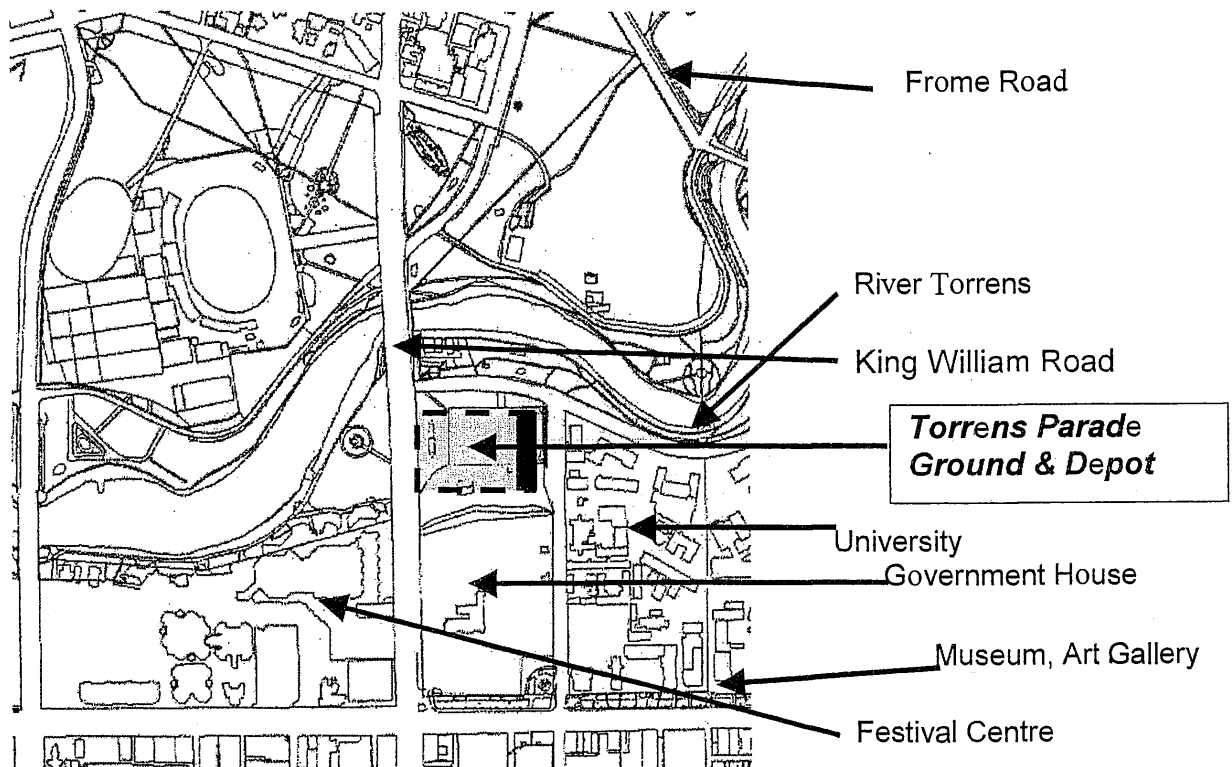 Frome Road
River Torrens
King William Road
Torrens Parade
Ground & Depot
University
Government House
Museum, Art Gallery
Festival Centre